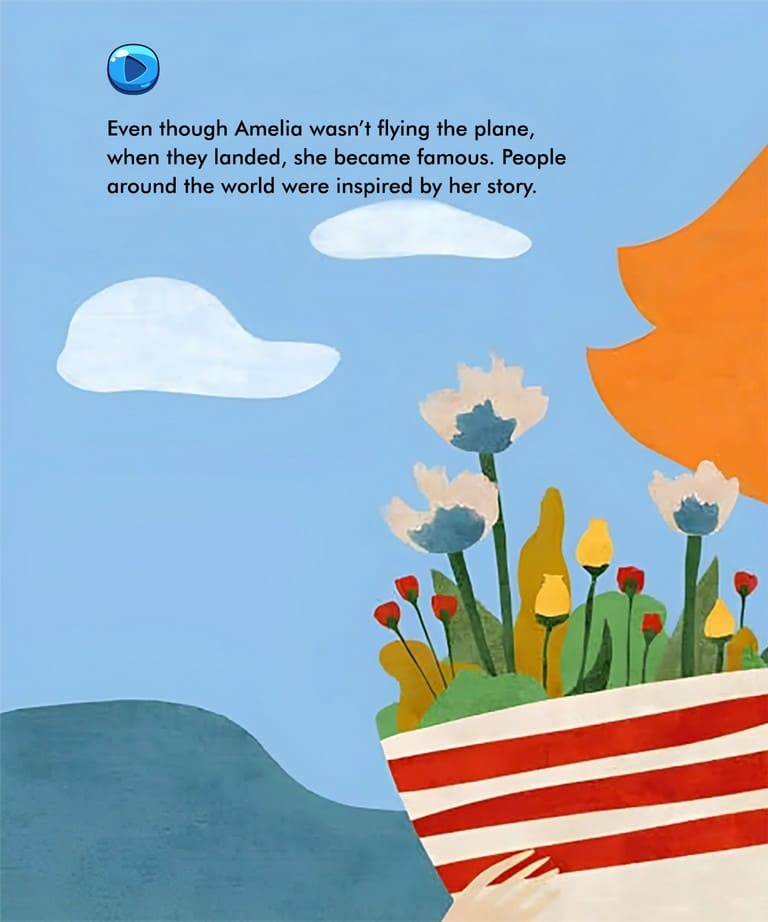 Even though Amelia wasn't flying the plane,
when they landed, she became famous. People
around the world were inspired by her story.